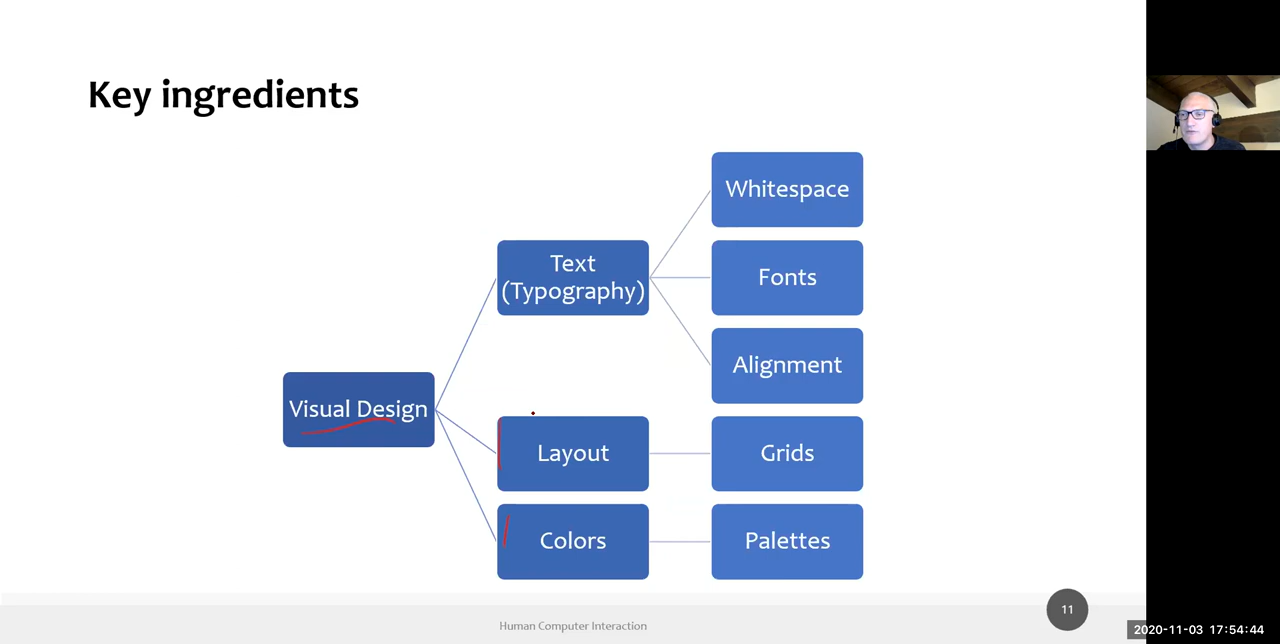 Key ingredients
Whitespace
Text
(Typography)
Fonts
Alignment
Visual Design
Layout
Grids
Colors
Palettes
11
Human Computer Interaction
2020-11-03 17:54:44